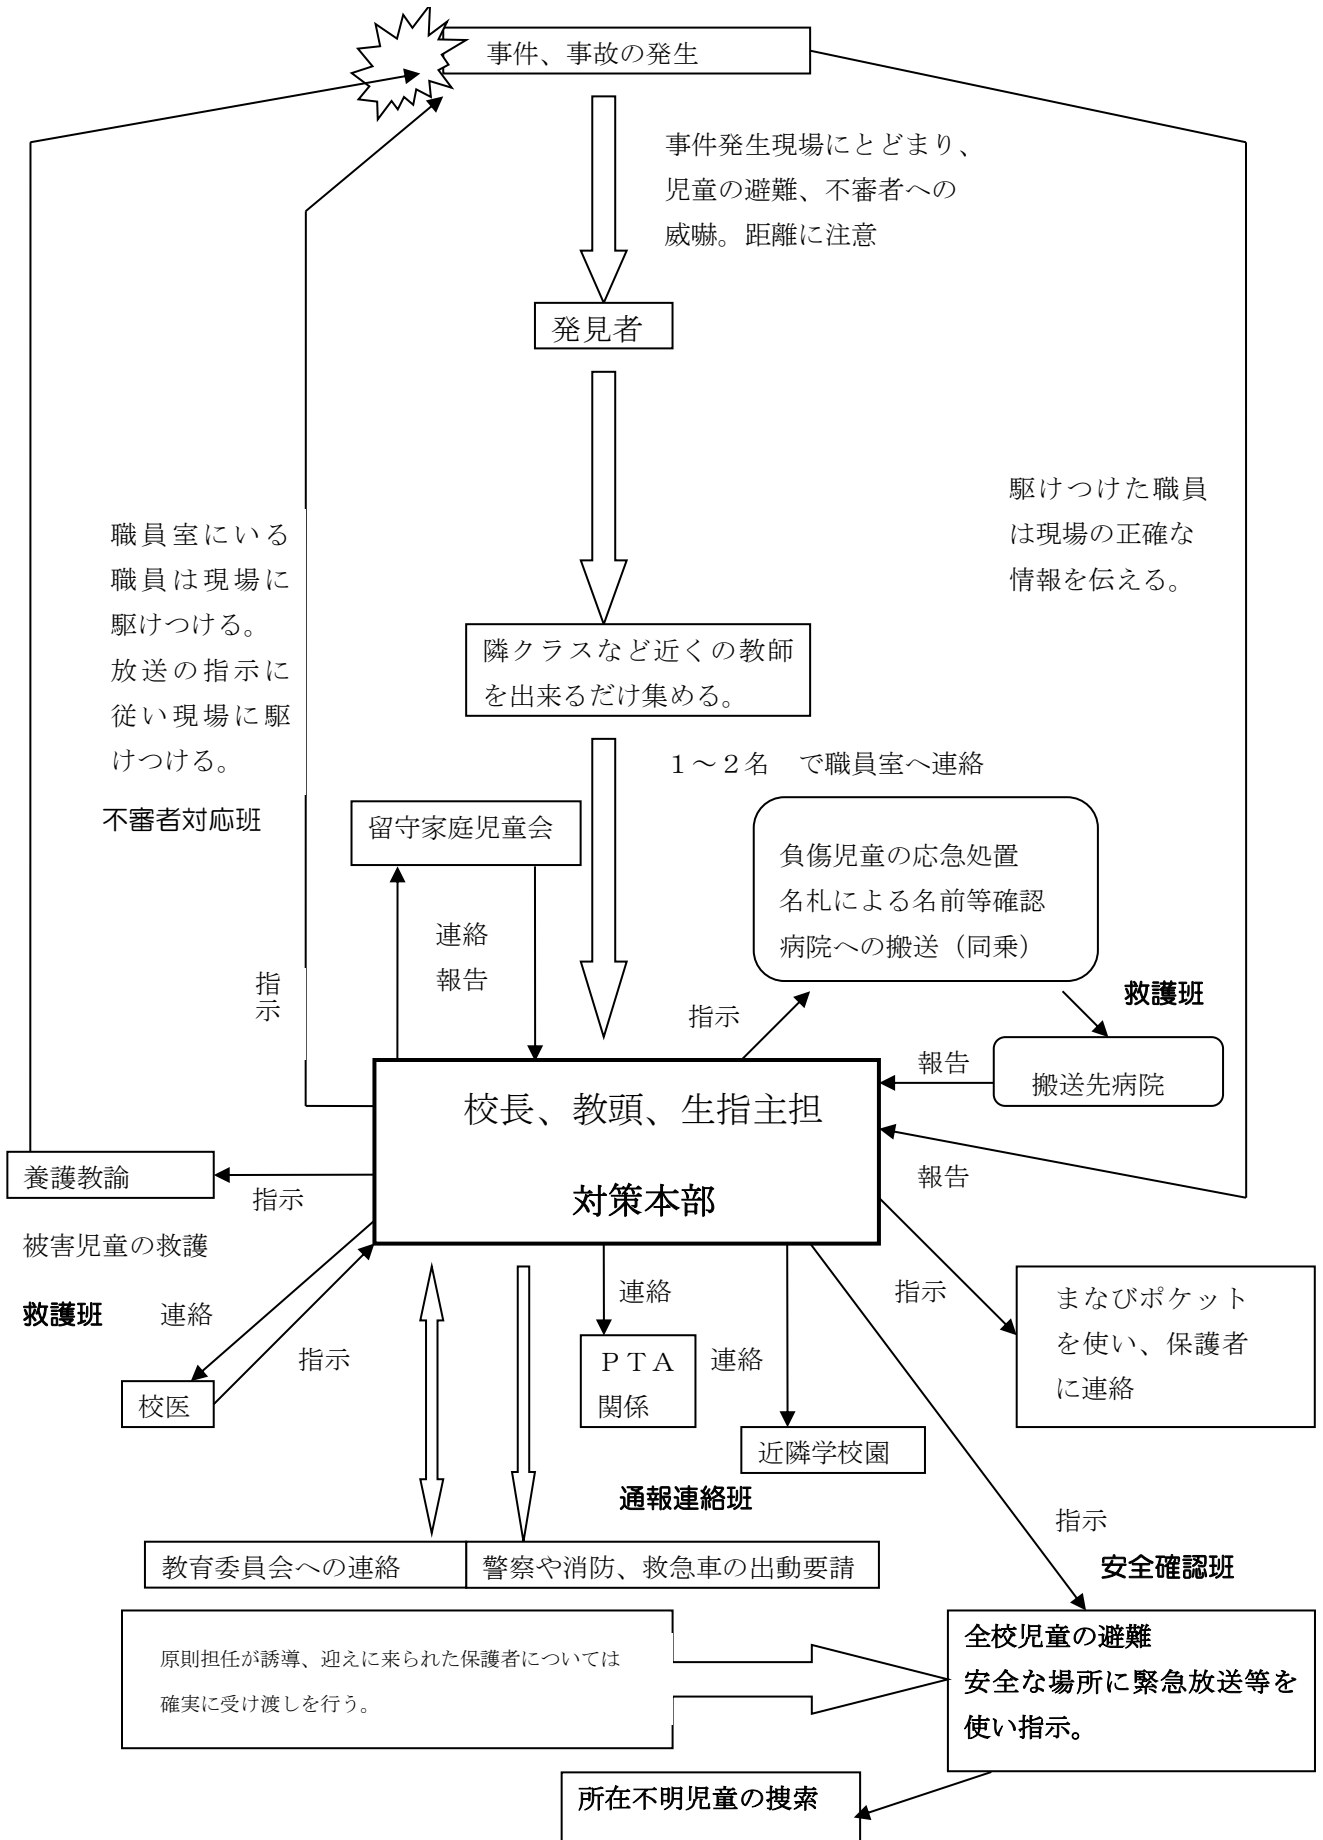 事件、事故の発生
事件発生現場にとどまり、
児童の避難、不審者への
威嚇。距離に注意
発見者
駆けつけた職員
は現場の正確な
情報を伝える。
職員室にいる
職員は現場に
駆けつける。
放送の指示に
従い現場に駆
けつける。
不審者対応班
隣クラスなど近くの教師
を出来るだけ集める。
１～２名　で職員室へ連絡
留守家庭児童会
負傷児童の応急処置
名札による名前等確認
病院への搬送（同乗）
連絡
報告
指示
指示
救護班
報告
搬送先病院
校長、教頭、生指主担
対策本部
養護教諭
指示
報告
被害児童の救護
救護班
連絡
指示
校医
連絡
ＰＴＡ
関係
連絡
近隣学校園
指示
まなびポケット
を使い、保護者
に連絡
通報連絡班
指示
安全確認班
教育委員会への連絡
警察や消防、救急車の出動要請
原則担任が誘導、迎えに来られた保護者については
確実に受け渡しを行う。
全校児童の避難
安全な場所に緊急放送等を
使い指示。
所在不明児童の捜索